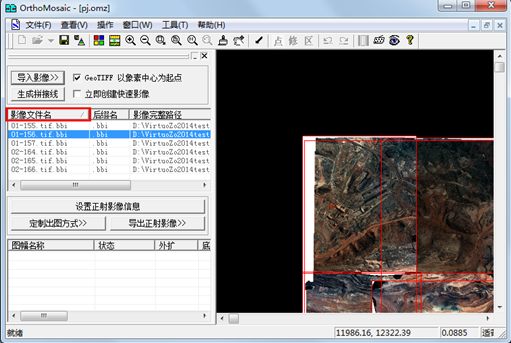 OrthoMosaic - [pj.omz]
文件(F) 查看(V) 操作 窗口(W) 工具(T) 帮助(H)
点 修
导入影像>> GeoTIFF 以象素中心为起点
生成拼接线 立即创建快速影像
影像文件名 后缀名 影像完整路径
01-155.tif.bbi .bbi D:\VirtuoZo2014test
01-156.tif.bbi .bbi D:\VirtuoZo2014test
01-157.tif.bbi .bbi D:\VirtuoZo2014test
02-164.tif.bbi .bbi D:\VirtuoZo2014test
02-165.tif.bbi .bbi D:\VirtuoZo2014test
02-166.tif.bbi .bbi D:\VirtuoZo2014test
设置正射影像信息
定制出图方式>> 导出正射影像>>
图幅名称 状态 外扩 底
就绪 11986.16, 12322.39 0.0885